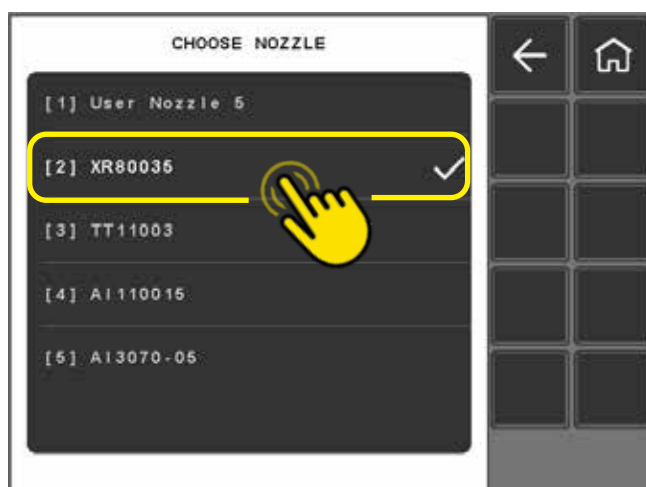 CHOOSE NOZZLE
[1] User Nozzle 5
[2] XR80035
[3] TT11003
[4] AI110015
[5] AI3070-05